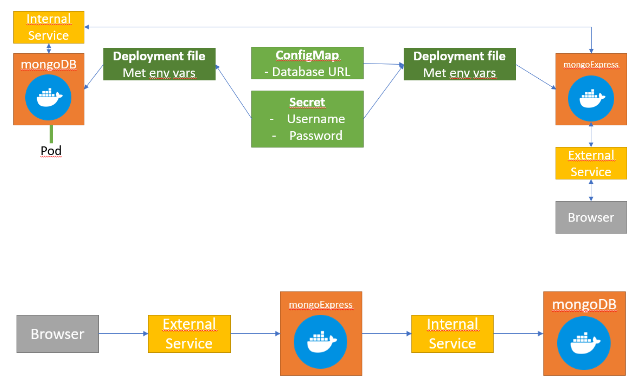 Internal
Service
mongoDB
Pod
Deployment file
Met env vars
ConfigMap
- Database URL
Secret
- Username
- Password
Deployment file
Met env vars
mongoExpress
External
Service
Browser
Browser
External
Service
mongoExpress
Internal
Service
mongoDB